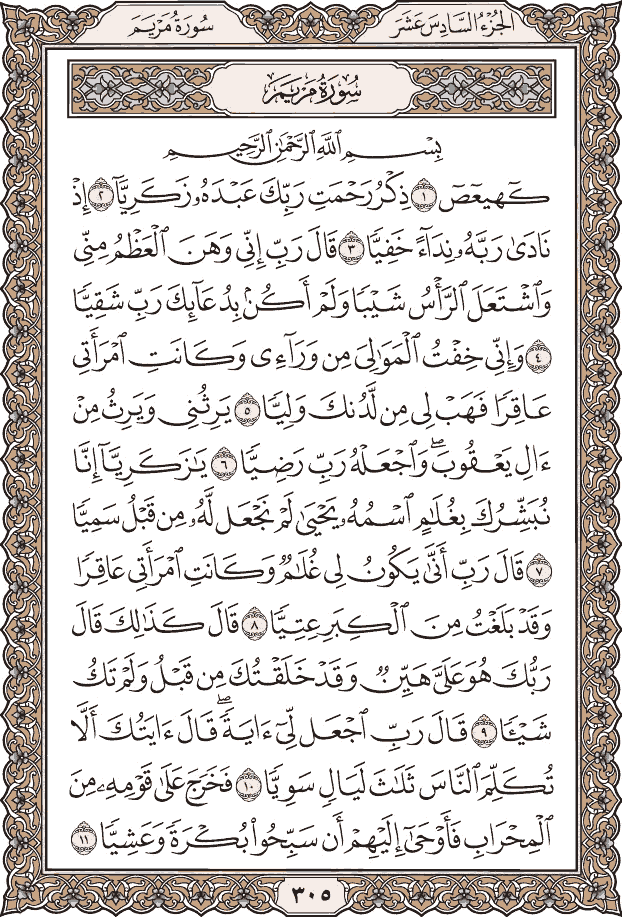 الجزء السادس عشر
سورة مريم
سورة مريم
بِسْمِ ٱللَّهِ ٱلرَّحْمَٰنِ ٱلرَّحِيمِ
كٓهيعٓصٓ ١ ذِكْرُ رَحْمَتِ رَبِّكَ عَبْدَهُۥ زَكَرِيَّآ ٢ إِذْ
نَادَىٰ رَبَّهُۥ نِدَآءً خَفِيًّا ٣ قَالَ رَبِّ إِنِّي وَهَنَ ٱلْعَظْمُ مِنِّي
وَٱشْتَعَلَ ٱلرَّأْسُ شَيْبًا وَلَمْ أَكُنۢ بِدُعَآئِكَ رَبِّ شَقِيًّا
٤ وَإِنِّي خِفْتُ ٱلْمَوَٰلِيَ مِن وَرَآءِي وَكَانَتِ ٱمْرَأَتِي
عَاقِرًا فَهَبْ لِي مِن لَّدُنكَ وَلِيًّا ٥ يَرِثُنِي وَيَرِثُ مِنْ
ءَالِ يَعْقُوبَۖ وَٱجْعَلْهُ رَبِّ رَضِيًّا ٦ يَٰزَكَرِيَّآ إِنَّا
نُبَشِّرُكَ بِغُلَٰمٍ ٱسْمُهُۥ يَحْيَىٰ لَمْ نَجْعَل لَّهُۥ مِن قَبْلُ سَمِيًّا
٧ قَالَ رَبِّ أَنَّىٰ يَكُونُ لِي غُلَٰمٌ وَكَانَتِ ٱمْرَأَتِي عَاقِرًا
وَقَدْ بَلَغْتُ مِنَ ٱلْكِبَرِ عِتِيًّا ٨ قَالَ كَذَٰلِكَ قَالَ
رَبُّكَ هُوَ عَلَيَّ هَيِّنٌ وَقَدْ خَلَقْتُكَ مِن قَبْلُ وَلَمْ تَكُ
شَيْـًٔا ٩ قَالَ رَبِّ ٱجْعَل لِّيٓ ءَايَةًۖ قَالَ ءَايَتُكَ أَلَّا
تُكَلِّمَ ٱلنَّاسَ ثَلَٰثَ لَيَالٍ سَوِيًّا ١٠ فَخَرَجَ عَلَىٰ قَوْمِهِۦ مِنَ
ٱلْمِحْرَابِ فَأَوْحَىٰٓ إِلَيْهِمْ أَن سَبِّحُوا۟ بُكْرَةً وَعَشِيًّا ١١
٣٠٥